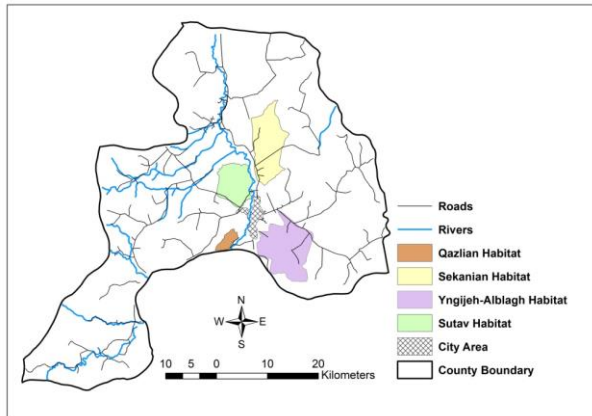 Roads
Rivers
Qazlian Habitat
Sekanian Habitat
Yngijeh-Alblagh Habitat
Sutav Habitat
City Area
County Boundary
N
W E
S
10 5 0 10 20
Kilometers